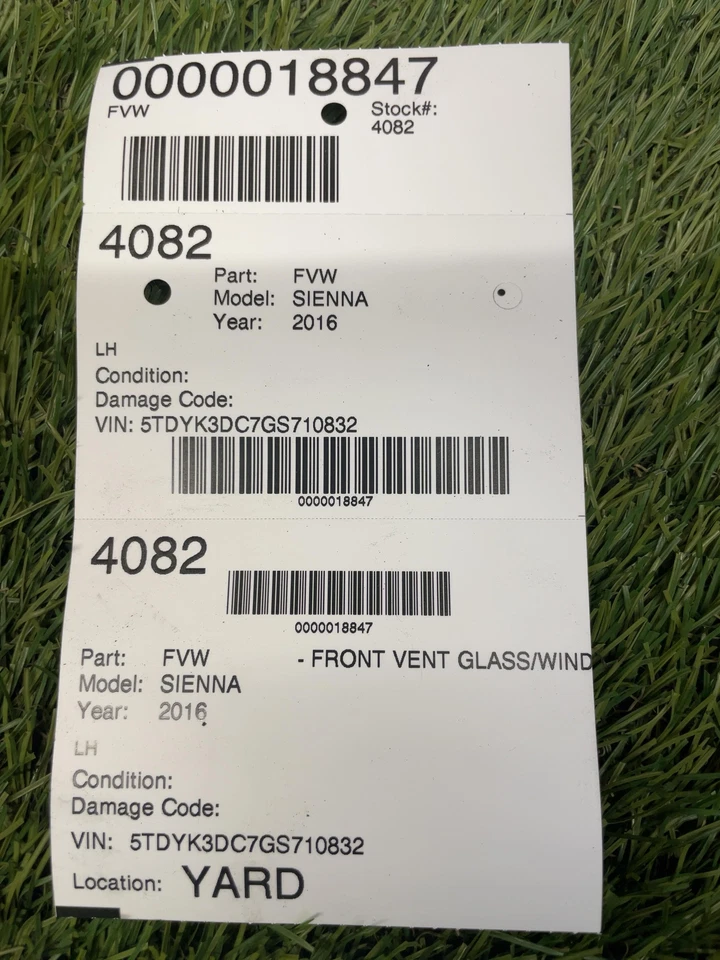 0000018847
FVW
Stock#:
4082
4082
Part: FVW
Model: SIENNA
Year: 2016
LH
Condition:
Damage Code:
VIN: 5TDYK3DC7GS710832
0000018847
4082
0000018847
Part: FVW - FRONT VENT GLASS/WIND
Model: SIENNA
Year: 2016
LH
Condition:
Damage Code:
VIN: 5TDYK3DC7GS710832
Location: YARD